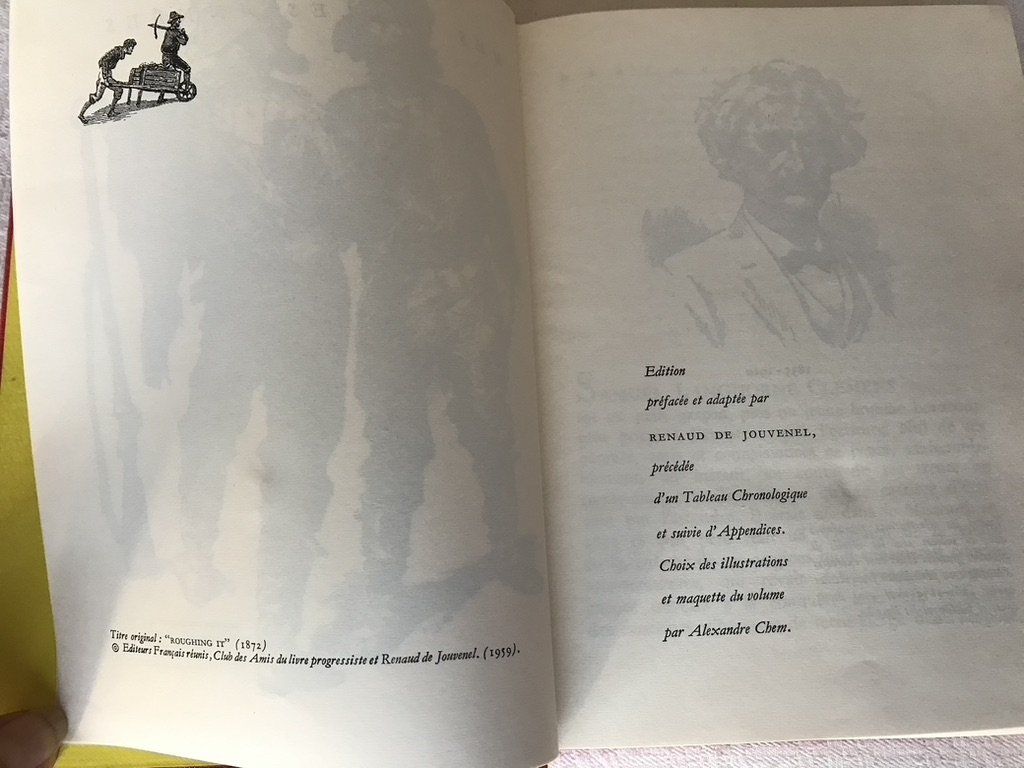 Titre original : "ROUGHING IT" (1872)
© Editeurs Français réunis, Club des Amis du livre progressiste et Renaud de Jouvenel. (1959).
Edition
préfacée et adaptée par
RENAUD DE JOUVENEL,
précédée
d'un Tableau Chronologique
et suivie d'Appendices.
Choix des illustrations
et maquette du volume
par Alexandre Chem.